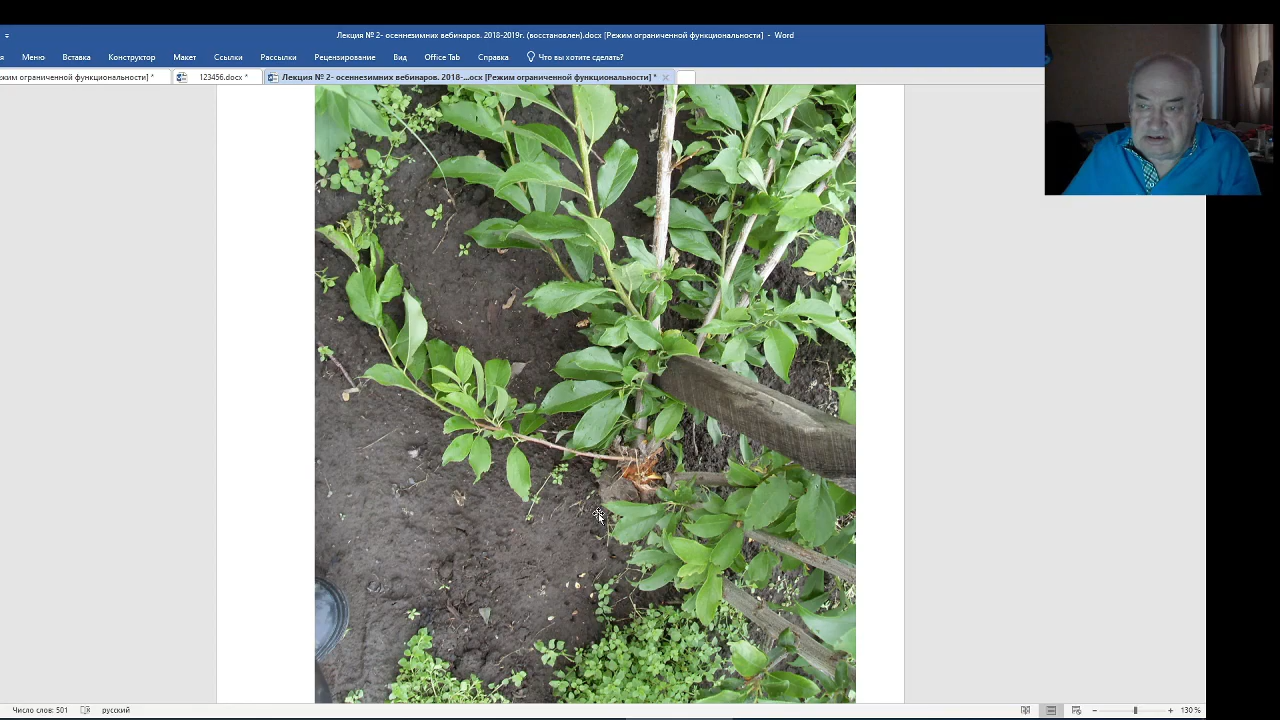 Лекция № 2- осеннезимних вебинаров. 2018-2019г. (восстановлен).docx [Режим ограниченной функциональности] - Word
я Меню Вставка Конструктор Макет Ссылки Рассылки Рецензирование Вид Office Tab Справка Что вы хотите сделать?
жим ограниченной функциональности] * 123456.docx * Лекция № 2- осеннезимних вебинаров. 2018-...оcx [Режим ограниченной функциональности] *
Число слов: 501 русский 130 %